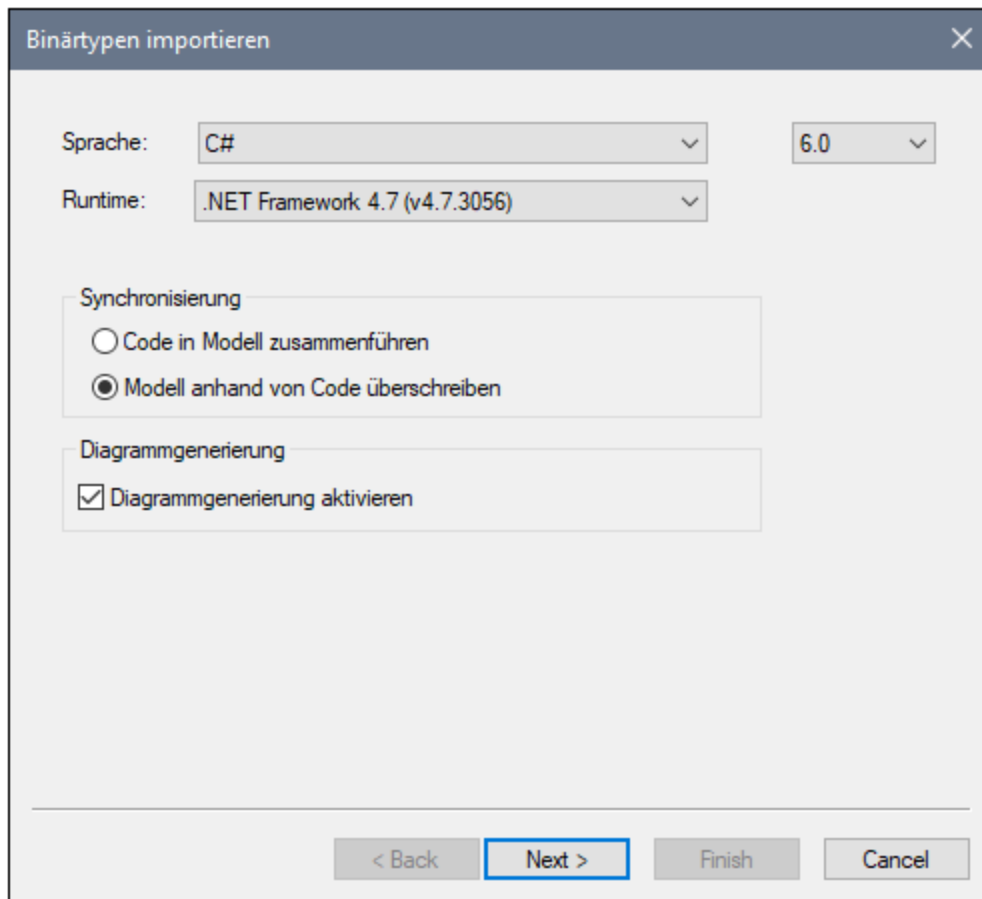 Binärtypen importieren
Sprache: C# 6.0
Runtime: .NET Framework 4.7 (v4.7.3056)
Synchronisierung
Code in Modell zusammenführen
Modell anhand von Code überschreiben
Diagrammgenerierung
Diagrammgenerierung aktivieren
< Back Next > Finish Cancel